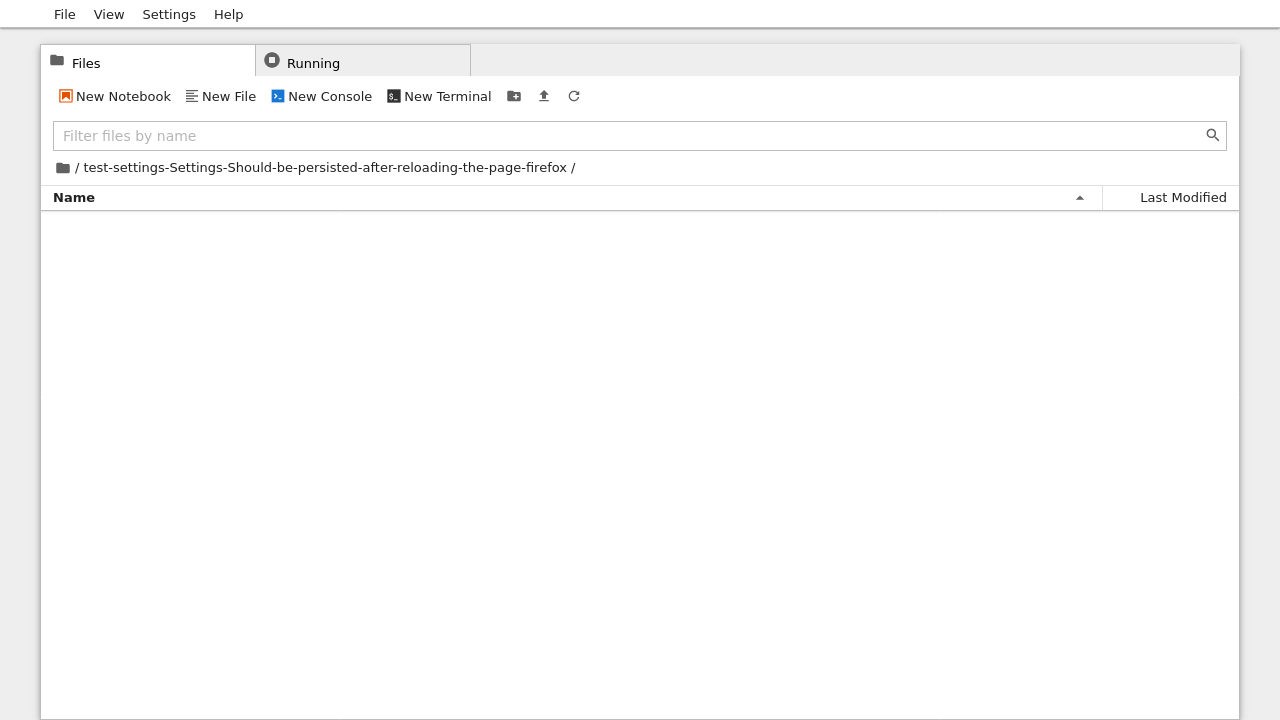 File View Settings Help
Files Running
New Notebook New File New Console New Terminal
Filter files by name
/ test-settings-Settings-Should-be-persisted-after-reloading-the-page-firefox /
Name Last Modified